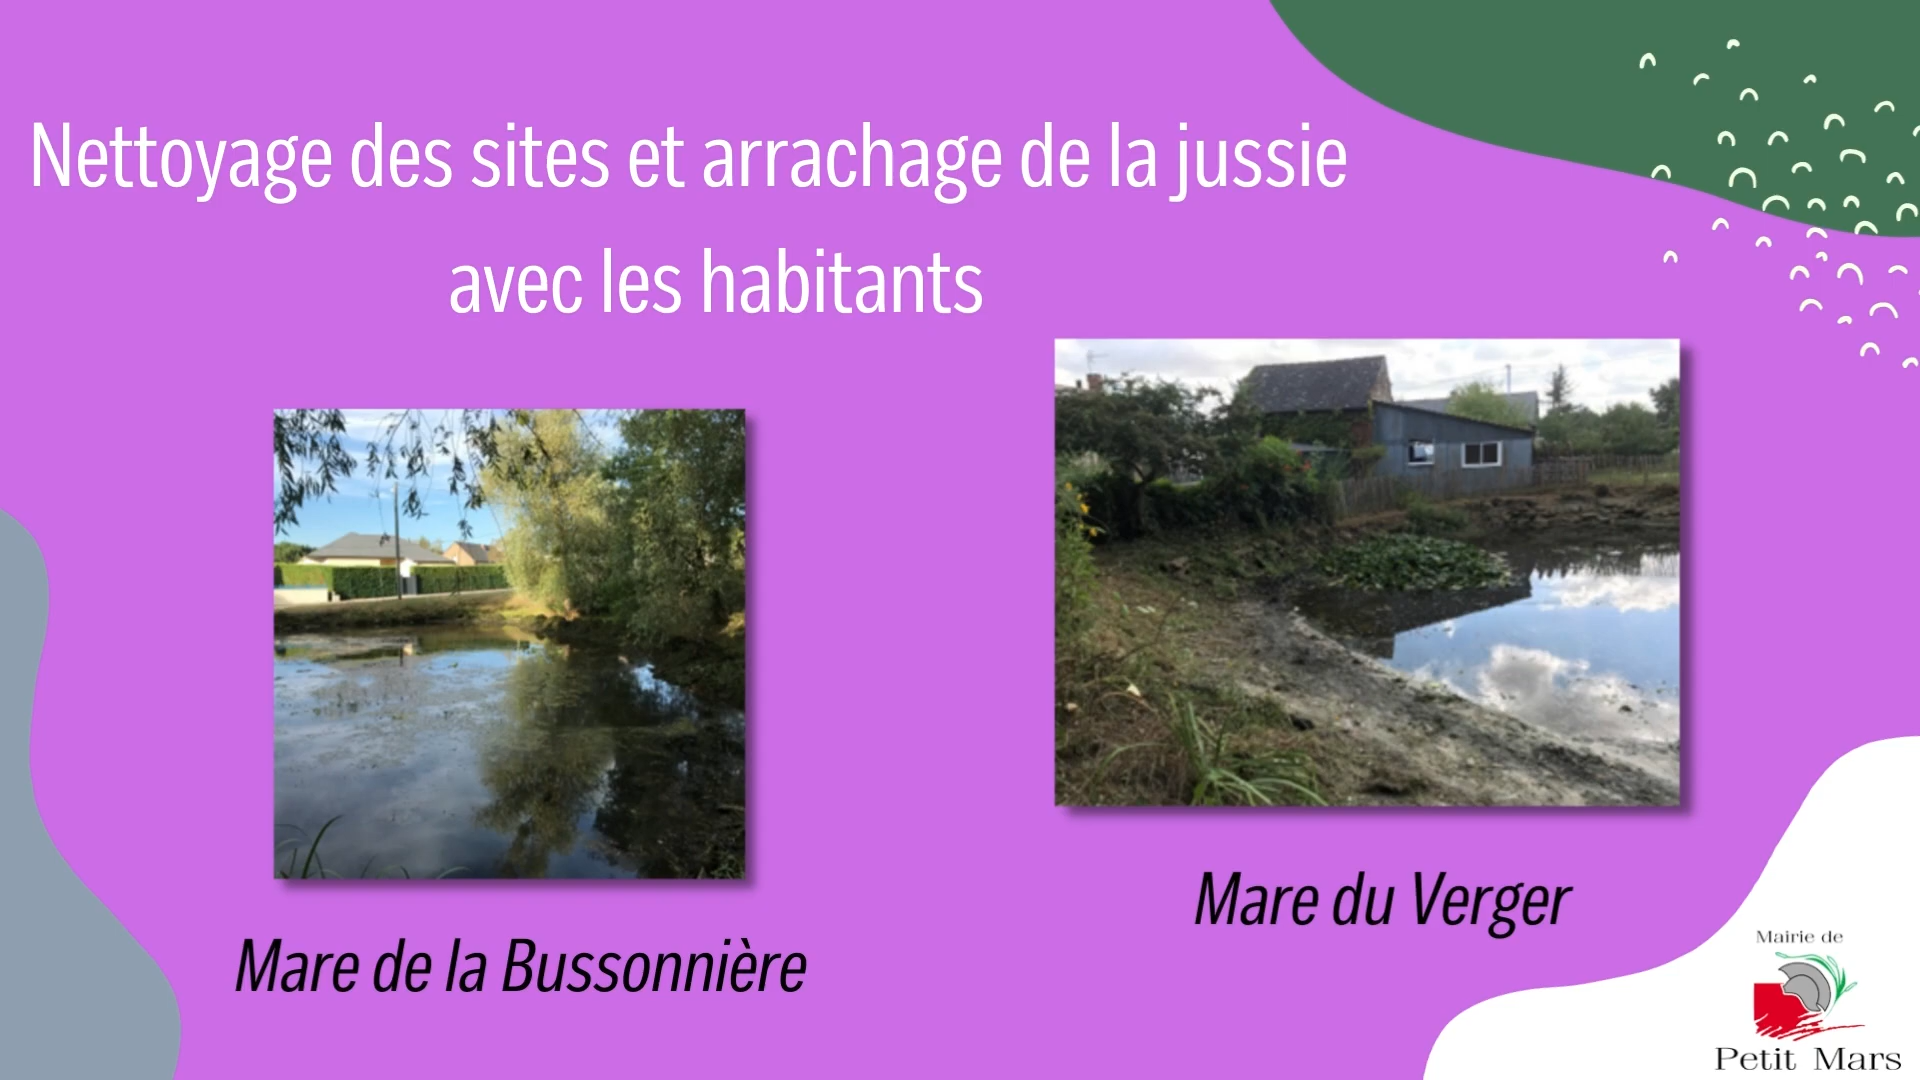 Nettoyage des sites et arrachage de la jussie
avec les habitants
Mare de la Bussonnière
Mare du Verger
Mairie de
Petit Mars